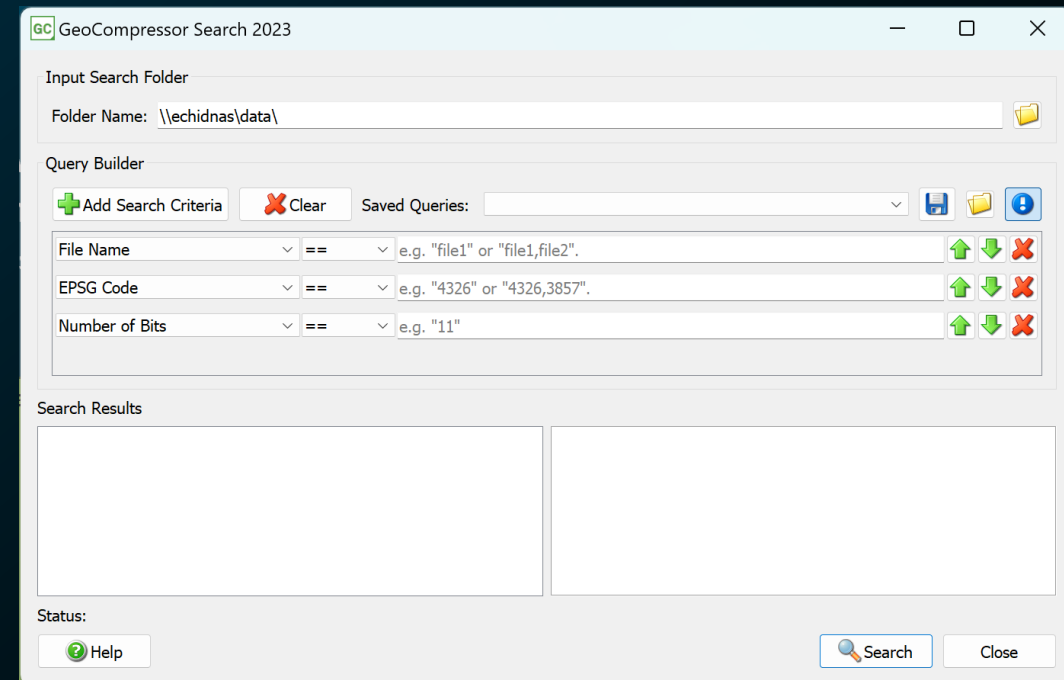 GC GeoCompressor Search 2023
Input Search Folder
Folder Name: \\echidnas\data\
Query Builder
Add Search Criteria Clear Saved Queries:
File Name == e.g. "file1" or "file1,file2".
EPSG Code == e.g. "4326" or "4326,3857".
Number of Bits == e.g. "11"
Search Results
Status:
Help Search Close